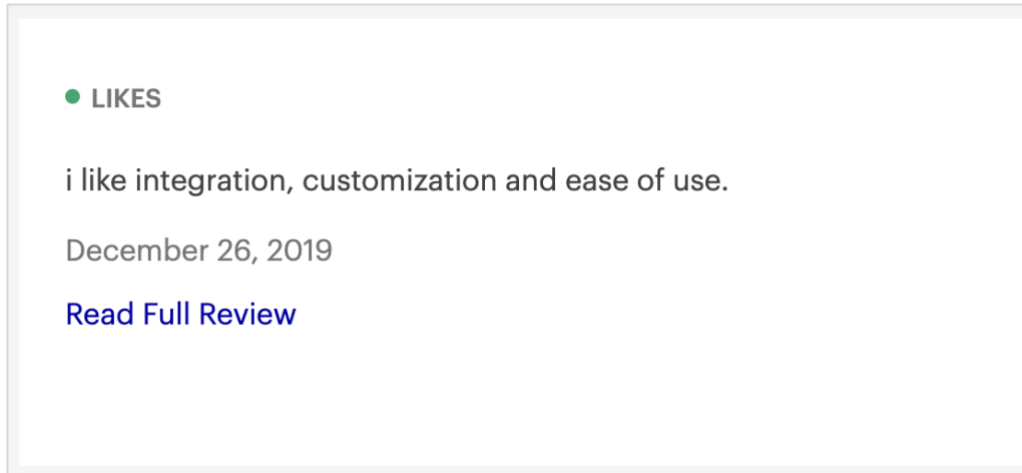 LIKES
i like integration, customization and ease of use.
December 26, 2019
Read Full Review